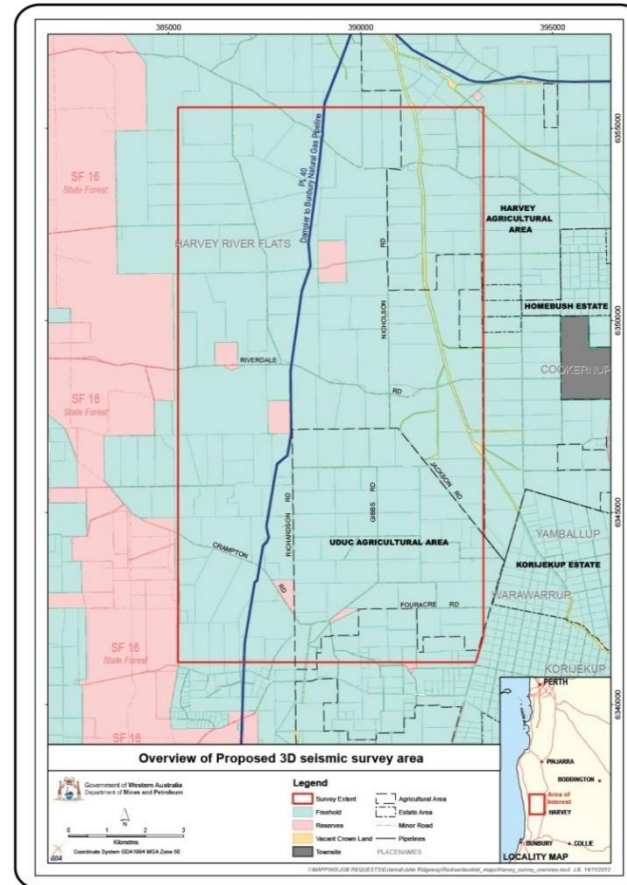 385000
390000
395000
6355000
6350000
6345000
6340000
SF 16
State Forest
PL 40
Dampier to Bunbury Natural Gas Pipeline
HARVEY RIVER FLATS
HARVEY
AGRICULTURAL
AREA
NICHOLSON RD
HOMEBUSH ESTATE
COOKERNUP
RIVERDALE RD
SF 16
State Forest
JACKSON RD
RICHARDSON RD
GIBBS RD
CRAMPTON RD
UDUC AGRICULTURAL AREA
YAMBALLUP
KORIJEKUP ESTATE
WARAWARRUP
FOURACRE RD
SF 16
State Forest
KORIJEKUP
SF 16
Overview of Proposed 3D seismic survey area
Government of Western Australia
Department of Mines and Petroleum
N
0 1 2 3
Kilometres
Coordinate System GDA1994 MGA Zone 50
Legend
Survey Extent
Freehold
Reserves
Vacant Crown Land
Townsite
Agricultural Area
Estate Area
Minor Road
Pipelines
PLACENAMES
PERTH
PINJARRA
BODDINGTON
Area of
Interest
HARVEY
BUNBURY
COLLIE
LOCALITY MAP